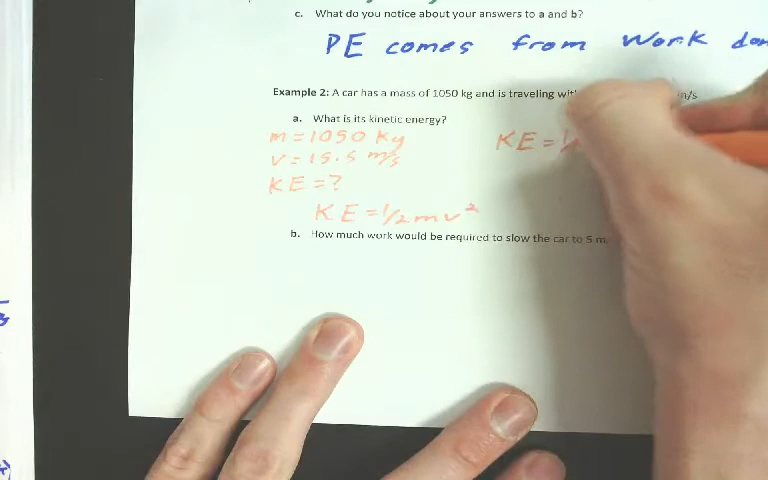 c. What do you notice about your answers to a and b?
PE comes from Work
Example 2: A car has a mass of 1050 kg and is traveling m/s
a. What is its kinetic energy?
m = 1050 Kg
KE =
v = 15.5 m/s
KE = ?
KE = 1/2 mv²
b. How much work would be required to slow the car to 5 m